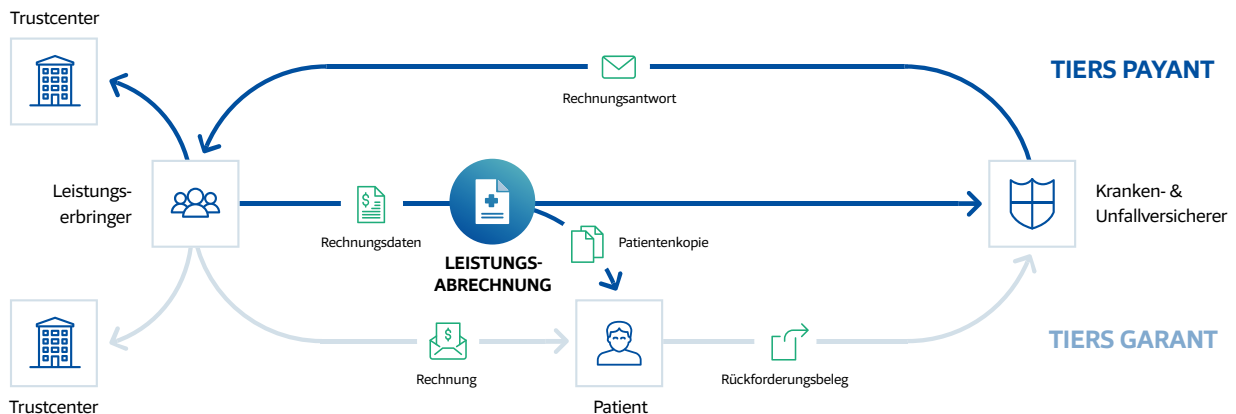 Trustcenter
TIERS PAYANT
Rechnungsantwort
Leistungs-
erbringer
Kranken- &
Unfallversicherer
Rechnungsdaten
Patientenkopie
LEISTUNGS-
ABRECHNUNG
TIERS GARANT
Rechnung
Rückforderungsbeleg
Trustcenter
Patient